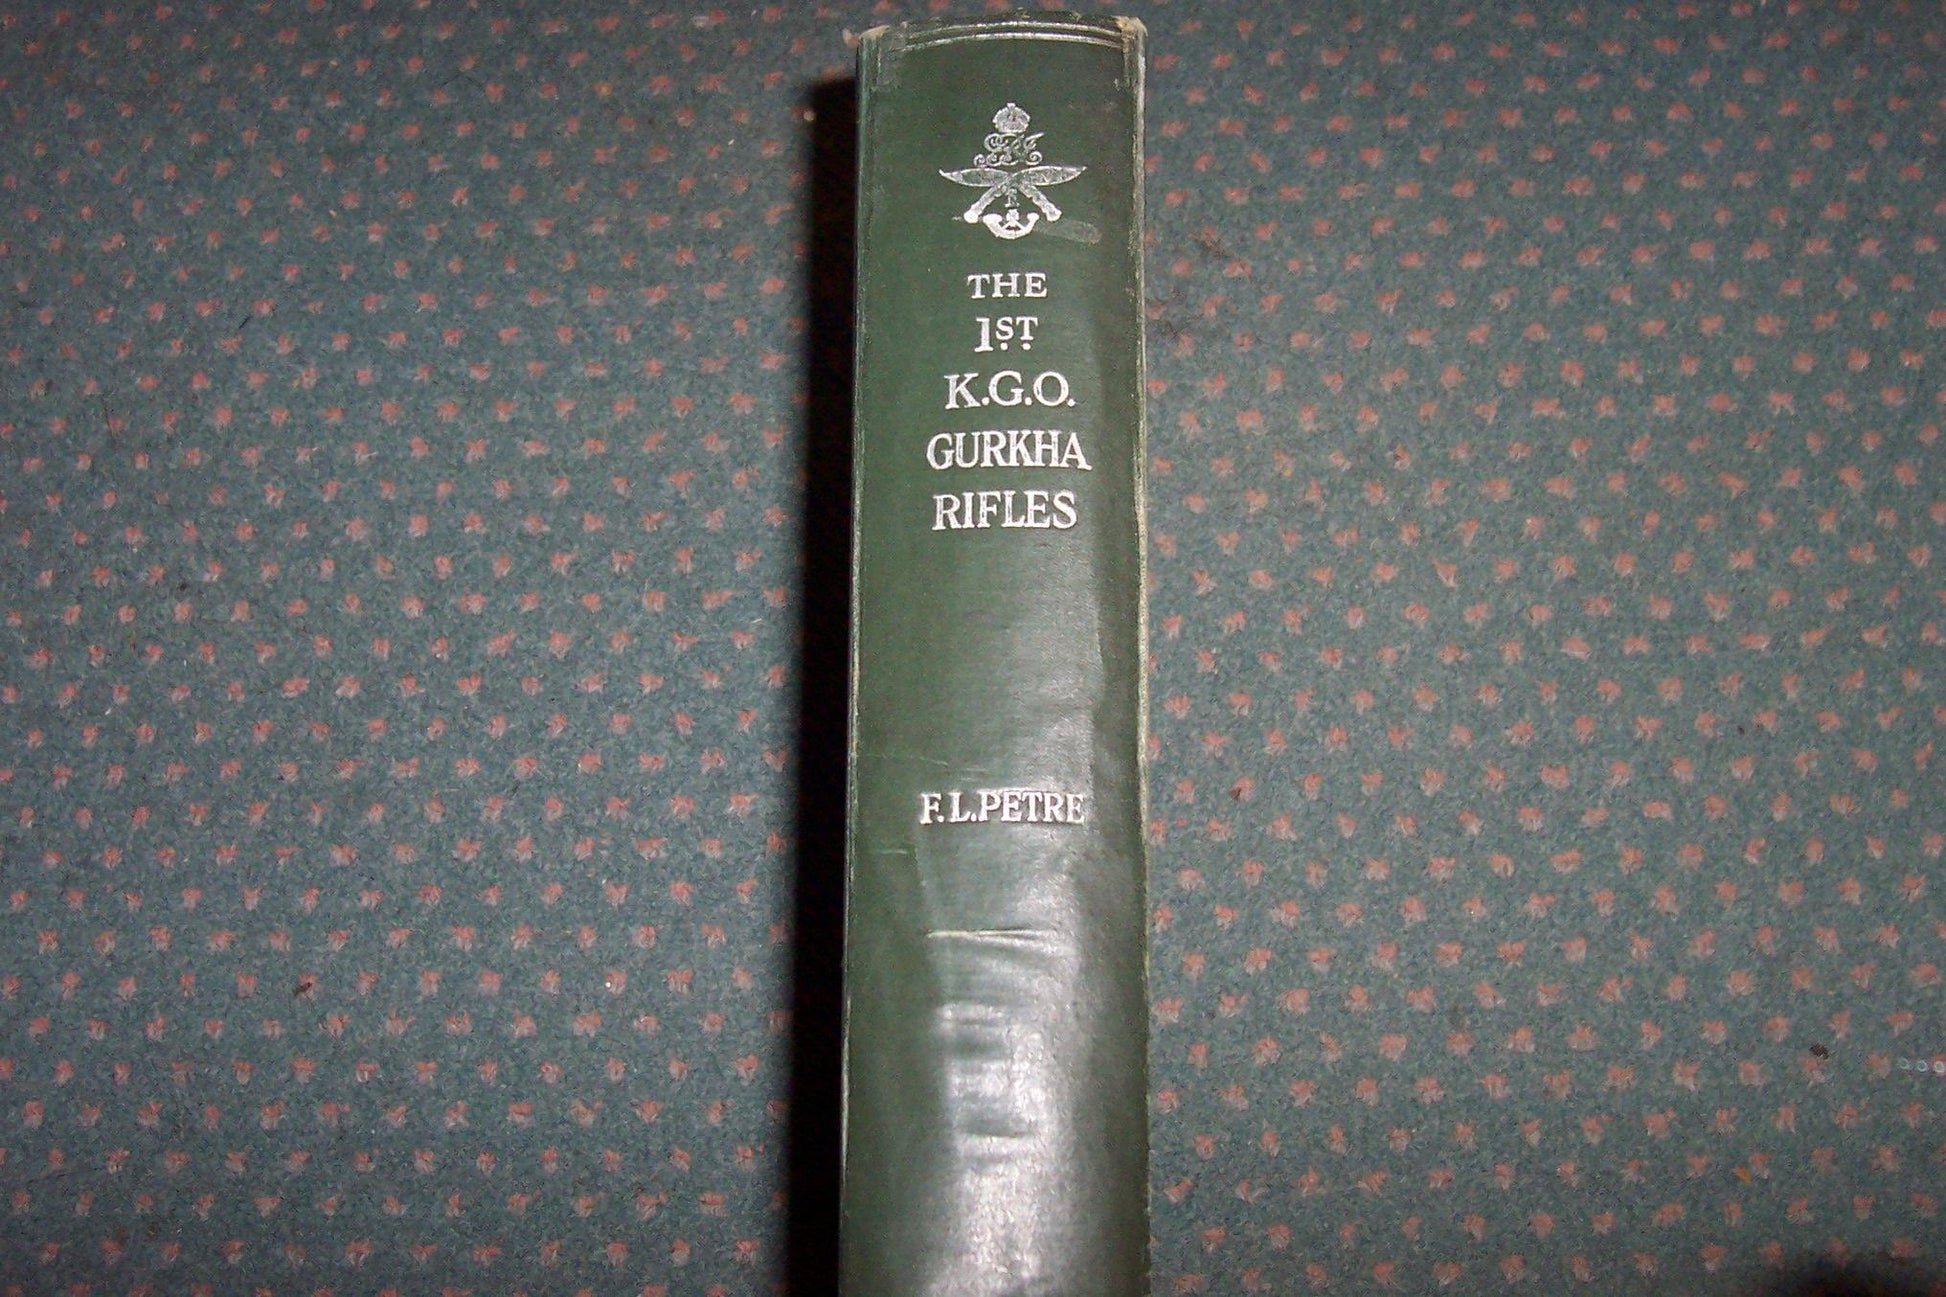 THE
1ST
K.G.O.
GURKHA
RIFLES
F.L.PETRE